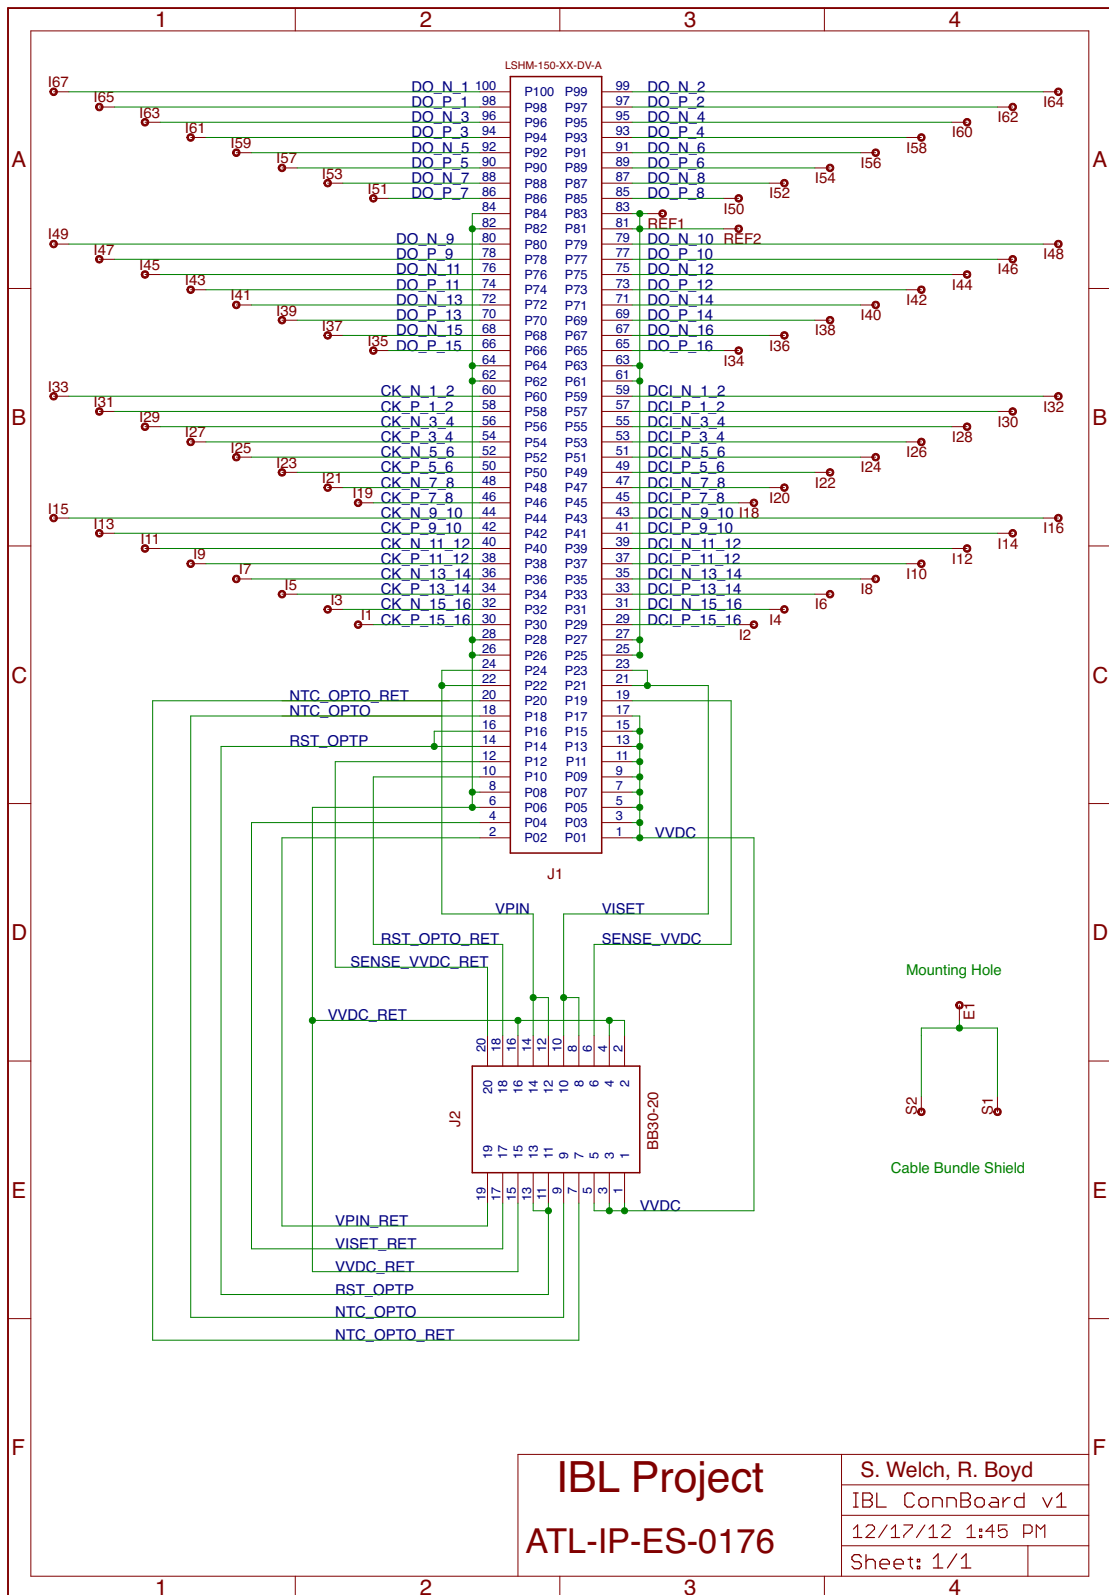 1 2 3 4
LSHM-150-XX-DV-A
I67 DO_N_1 100 P100 P99 99 DO_N_2 I64
I65 DO_P_1 98 P98 P97 97 DO_P_2 I62
I63 DO_N_3 96 P96 P95 95 DO_N_4 I60
I61 DO_P_3 94 P94 P93 93 DO_P_4 I58
A I59 DO_N_5 92 P92 P91 91 DO_N_6 I56 A
I57 DO_P_5 90 P90 P89 89 DO_P_6 I54
I53 DO_N_7 88 P88 P87 87 DO_N_8 I52
I51 DO_P_7 86 P86 P85 85 DO_P_8 I50
84 P84 P83 83 REF1
82 P82 P81 81 REF2
I49 DO_N_9 80 P80 P79 79 DO_N_10 I48
I47 DO_P_9 78 P78 P77 77 DO_P_10 I46
I45 DO_N_11 76 P76 P75 75 DO_N_12 I44
I43 DO_P_11 74 P74 P73 73 DO_P_12 I42
I41 DO_N_13 72 P72 P71 71 DO_N_14 I40
I39 DO_P_13 70 P70 P69 69 DO_P_14 I38
I37 DO_N_15 68 P68 P67 67 DO_N_16 I36
I35 DO_P_15 66 P66 P65 65 DO_P_16 I34
64 P64 P63 63
62 P62 P61 61
I33 CK_N_1_2 60 P60 P59 59 DCI_N_1_2 I32
B I31 CK_P_1_2 58 P58 P57 57 DCI_P_1_2 I30 B
I29 CK_N_3_4 56 P56 P55 55 DCI_N_3_4 I28
I27 CK_P_3_4 54 P54 P53 53 DCI_P_3_4 I26
I25 CK_N_5_6 52 P52 P51 51 DCI_N_5_6 I24
I23 CK_P_5_6 50 P50 P49 49 DCI_P_5_6 I22
I21 CK_N_7_8 48 P48 P47 47 DCI_N_7_8 I20
I19 CK_P_7_8 46 P46 P45 45 DCI_P_7_8 I18
I15 CK_N_9_10 44 P44 P43 43 DCI_N_9_10 I16
I13 CK_P_9_10 42 P42 P41 41 DCI_P_9_10 I14
I11 CK_N_11_12 40 P40 P39 39 DCI_N_11_12 I12
I9 CK_P_11_12 38 P38 P37 37 DCI_P_11_12 I10
I7 CK_N_13_14 36 P36 P35 35 DCI_N_13_14 I8
I5 CK_P_13_14 34 P34 P33 33 DCI_P_13_14 I6
I3 CK_N_15_16 32 P32 P31 31 DCI_N_15_16 I4
I1 CK_P_15_16 30 P30 P29 29 DCI_P_15_16 I2
28 P28 P27 27
26 P26 P25 25
C 24 P24 P23 23 C
22 P22 P21 21
NTC_OPTO_RET 20 P20 P19 19
NTC_OPTO 18 P18 P17 17
16 P16 P15 15
RST_OPTP 14 P14 P13 13
12 P12 P11 11
10 P10 P09 9
8 P08 P07 7
6 P06 P05 5
4 P04 P03 3
2 P02 P01 1 VVDC
J1
VPIN VISET
D RST_OPTO_RET SENSE_VVDC D
SENSE_VVDC_RET Mounting Hole
VVDC_RET E1
20 18 16 14 12 10 8 6 4 2
20 18 16 14 12 10 8 6 4 2
J2 BB30-20 S2 S1
19 17 15 13 11 9 7 5 3 1
Cable Bundle Shield
E 19 17 15 13 11 9 7 5 3 1 E
VVDC
VPIN_RET
VISET_RET
VVDC_RET
RST_OPTP
NTC_OPTO
NTC_OPTO_RET
F F
IBL Project
ATL-IP-ES-0176
S. Welch, R. Boyd
IBL ConnBoard v1
12/17/12 1:45 PM
Sheet: 1/1
1 2 3 4